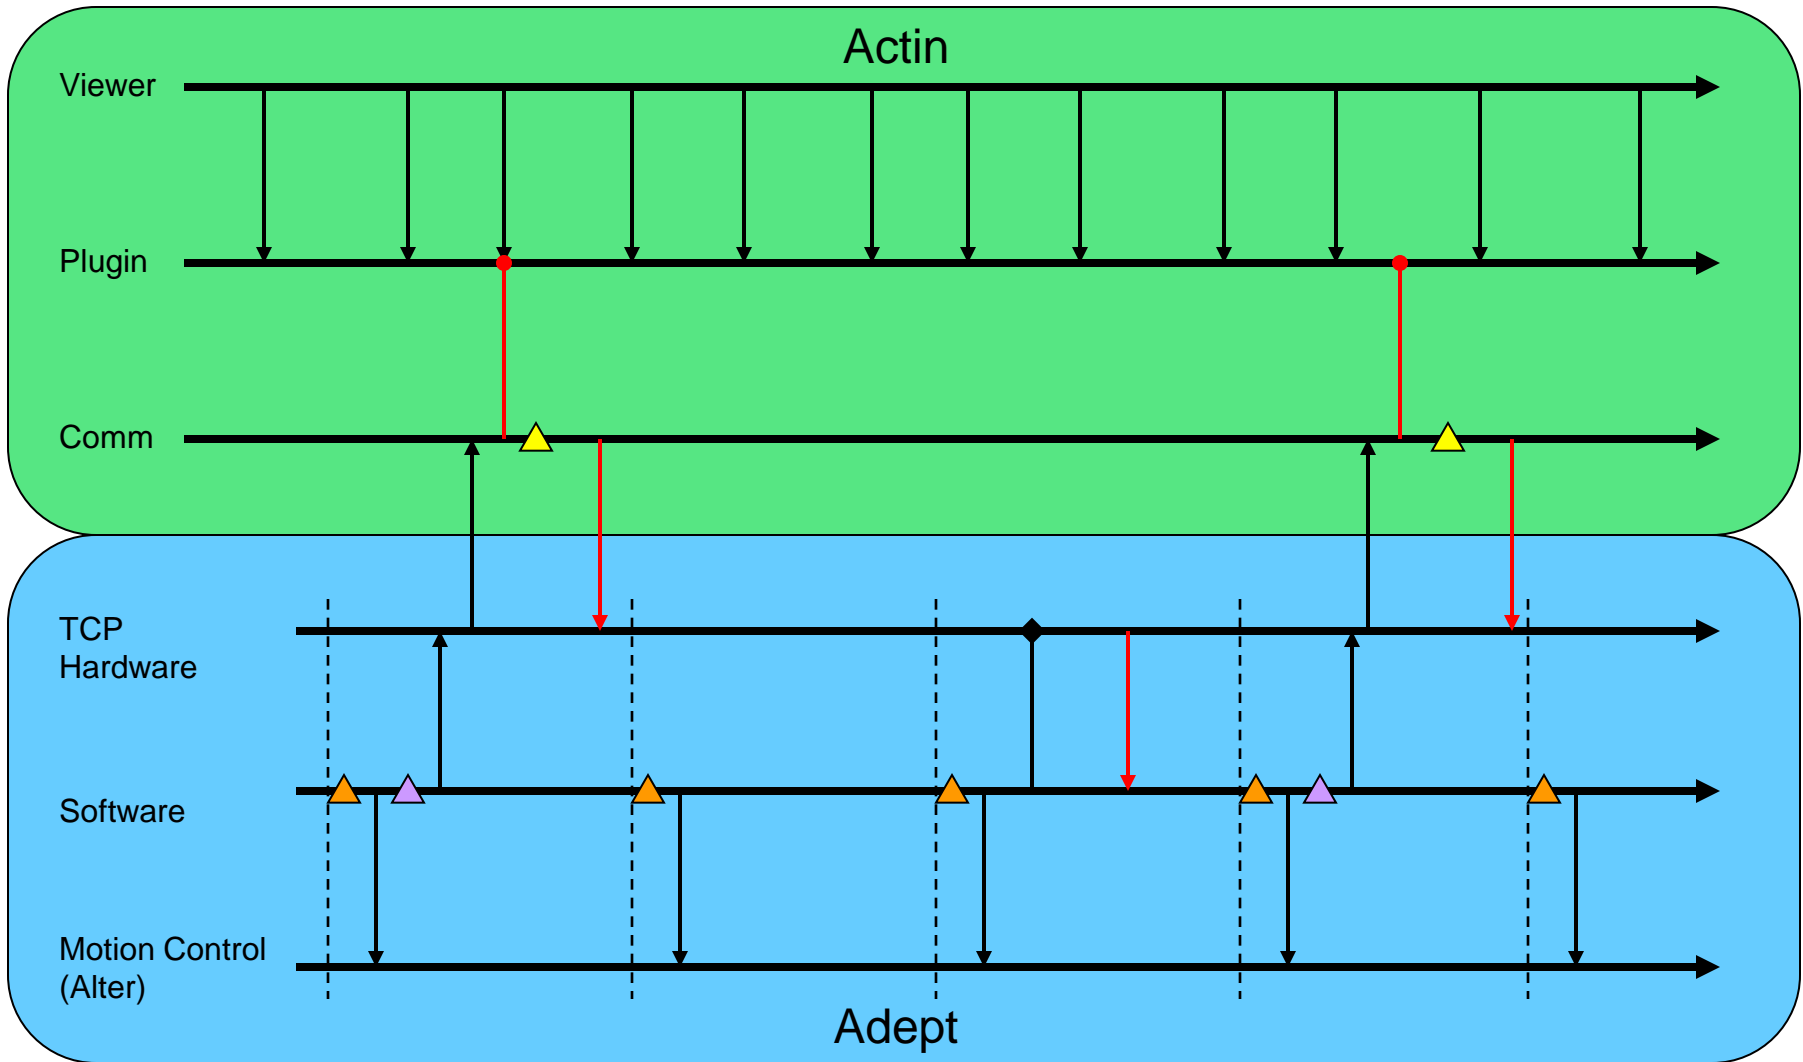 Actin
Viewer
Plugin
Comm
TCP
Hardware
Software
Motion Control
(Alter)
Adept